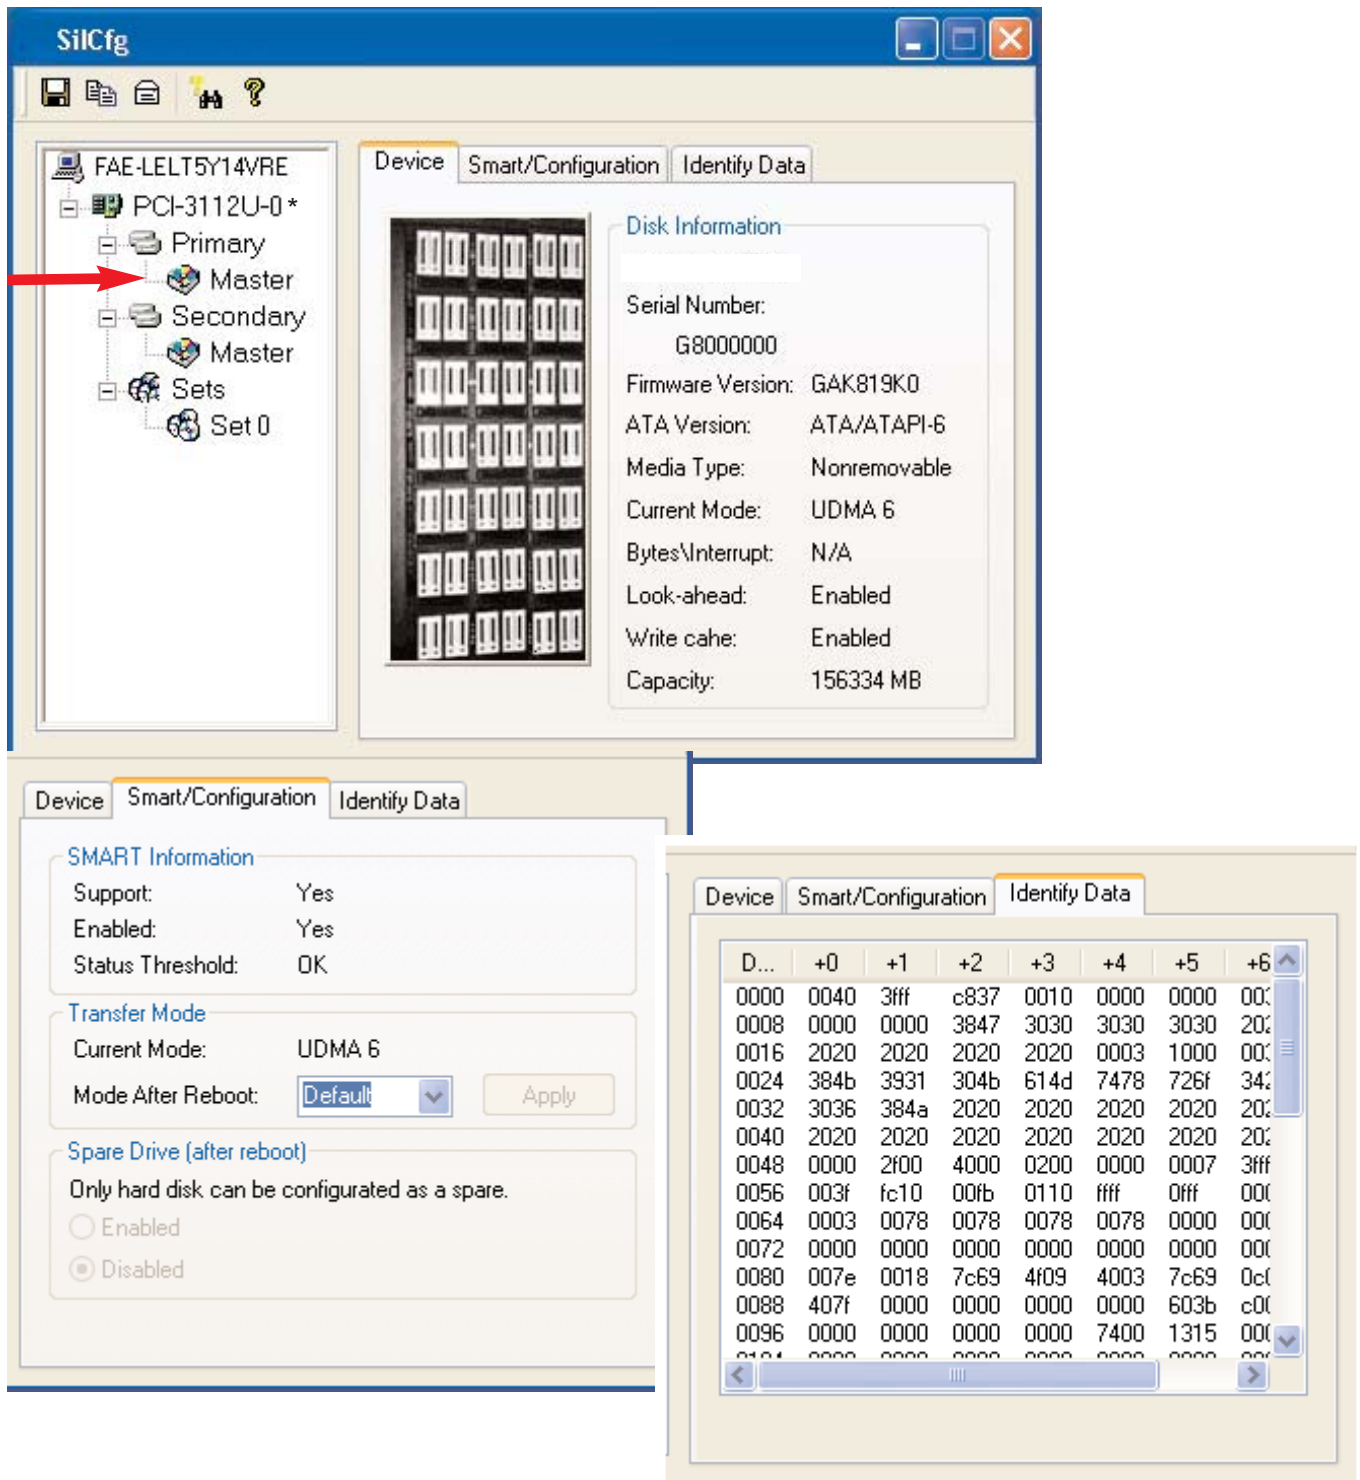 SilCfg
FAE-LELT5Y14VRE
PCI-3112U-0 *
Primary
Master
Secondary
Master
Sets
Set 0
Device Smart/Configuration Identify Data
Disk Information
Serial Number:
G8000000
Firmware Version: GAK819K0
ATA Version: ATA/ATAPI-6
Media Type: Nonremovable
Current Mode: UDMA 6
Bytes\Interrupt: N/A
Look-ahead: Enabled
Write cahe: Enabled
Capacity: 156334 MB
Device Smart/Configuration Identify Data
SMART Information
Support: Yes
Enabled: Yes
Status Threshold: OK
Transfer Mode
Current Mode: UDMA 6
Mode After Reboot: Default Apply
Spare Drive (after reboot)
Only hard disk can be configurated as a spare.
Enabled
Disabled
Device Smart/Configuration Identify Data
D... +0 +1 +2 +3 +4 +5 +6
0000 0040 3fff c837 0010 0000 0000
0008 0000 0000 3847 3030 3030 3030
0016 2020 2020 2020 2020 0003 1000
0024 384b 3931 304b 614d 7478 726f
0032 3036 384a 2020 2020 2020 2020
0040 2020 2020 2020 2020 2020 2020
0048 0000 2f00 4000 0200 0000 0007 3fff
0056 003f fc10 00fb 0110 ffff 0fff
0064 0003 0078 0078 0078 0078 0000
0072 0000 0000 0000 0000 0000 0000
0080 007e 0018 7c69 4f09 4003 7c69
0088 407f 0000 0000 0000 0000 603b
0096 0000 0000 0000 0000 7400 1315